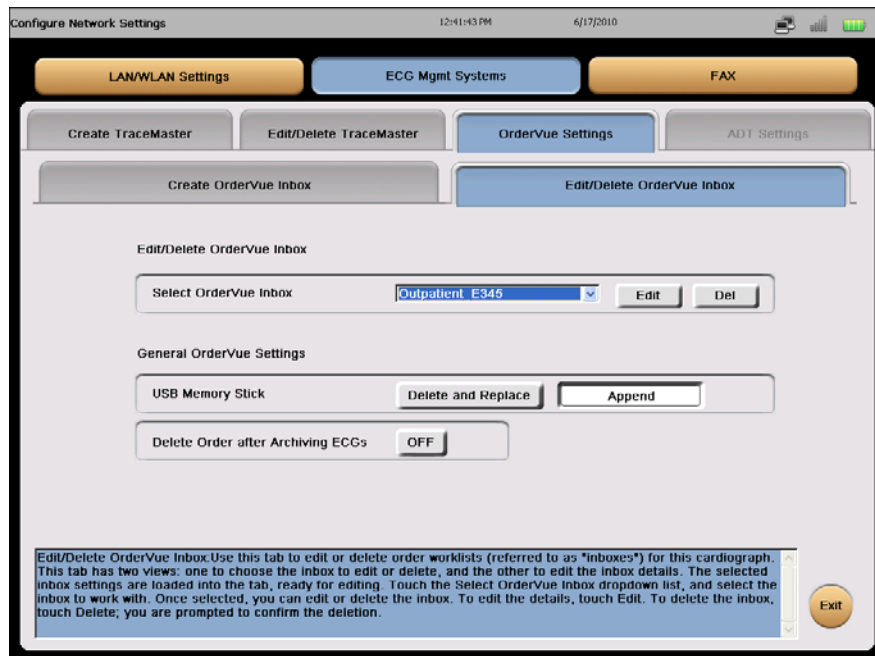 Configure Network Settings 12:41:43 PM 6/17/2010
LAN/WLAN Settings ECG Mgmt Systems FAX
Create TraceMaster Edit/Delete TraceMaster OrderVue Settings ADT Settings
Create OrderVue Inbox Edit/Delete OrderVue Inbox
Edit/Delete OrderVue Inbox
Select OrderVue Inbox Outpatient E345 Edit Del
General OrderVue Settings
USB Memory Stick Delete and Replace Append
Delete Order after Archiving ECGs OFF
Edit/Delete OrderVue Inbox:Use this tab to edit or delete order worklists (referred to as "inboxes") for this cardiograph.
This tab has two views: one to choose the inbox to edit or delete, and the other to edit the inbox details. The selected
inbox settings are loaded into the tab, ready for editing. Touch the Select OrderVue Inbox dropdown list, and select the
inbox to work with. Once selected, you can edit or delete the inbox. To edit the details, touch Edit. To delete the inbox,
touch Delete; you are prompted to confirm the deletion.
Exit